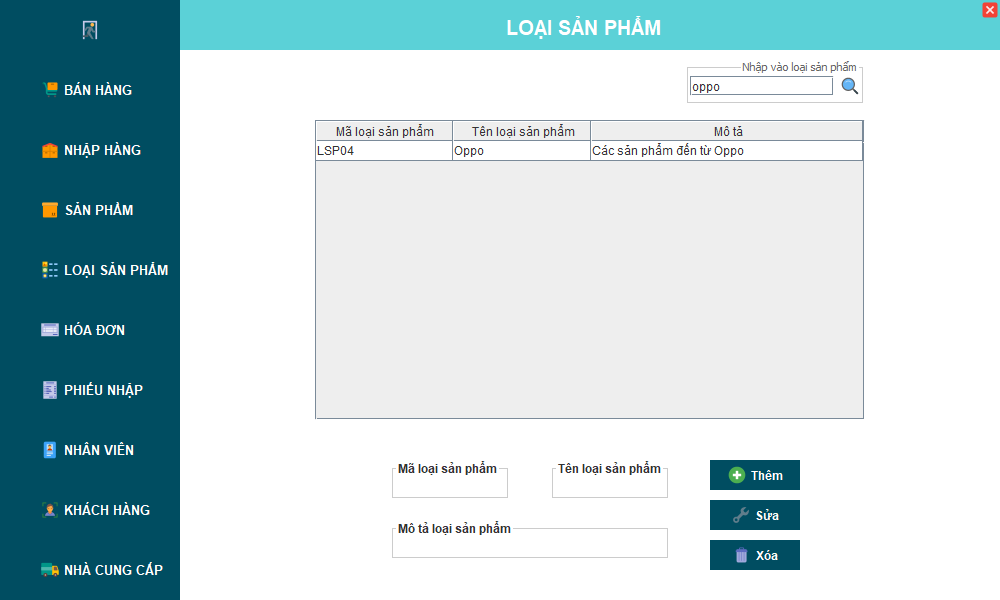 LOẠI SẢN PHẨM
BÁN HÀNG
NHẬP HÀNG
SẢN PHẨM
LOẠI SẢN PHẨM
HÓA ĐƠN
PHIẾU NHẬP
NHÂN VIÊN
KHÁCH HÀNG
NHÀ CUNG CẤP
Nhập vào loại sản phẩm
oppo
Mã loại sản phẩm Tên loại sản phẩm Mô tả
LSP04 Oppo Các sản phẩm đến từ Oppo
Mã loại sản phẩm Tên loại sản phẩm
Mô tả loại sản phẩm
Thêm
Sửa
Xóa